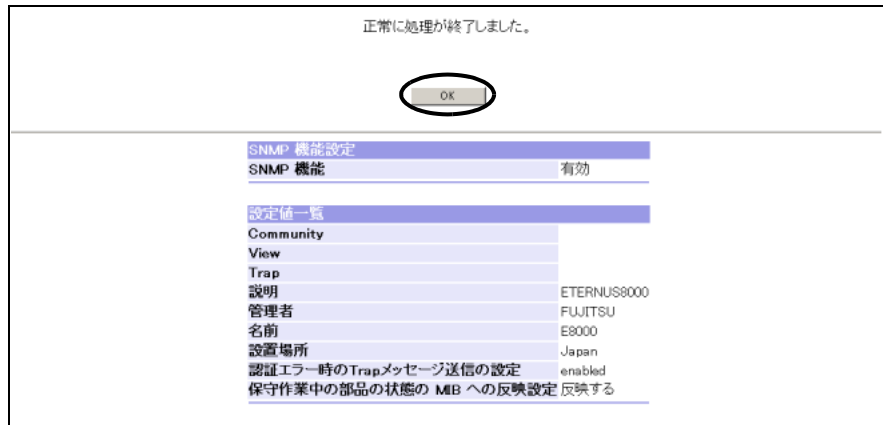 正常に処理が終了しました。
OK
SNMP 機能設定
SNMP 機能 有効
設定値一覧
Community
View
Trap
説明 ETERNUS8000
管理者 FUJITSU
名前 E8000
設置場所 Japan
認証エラー時のTrapメッセージ送信の設定 enabled
保守作業中の部品の状態の MIB への反映設定 反映する